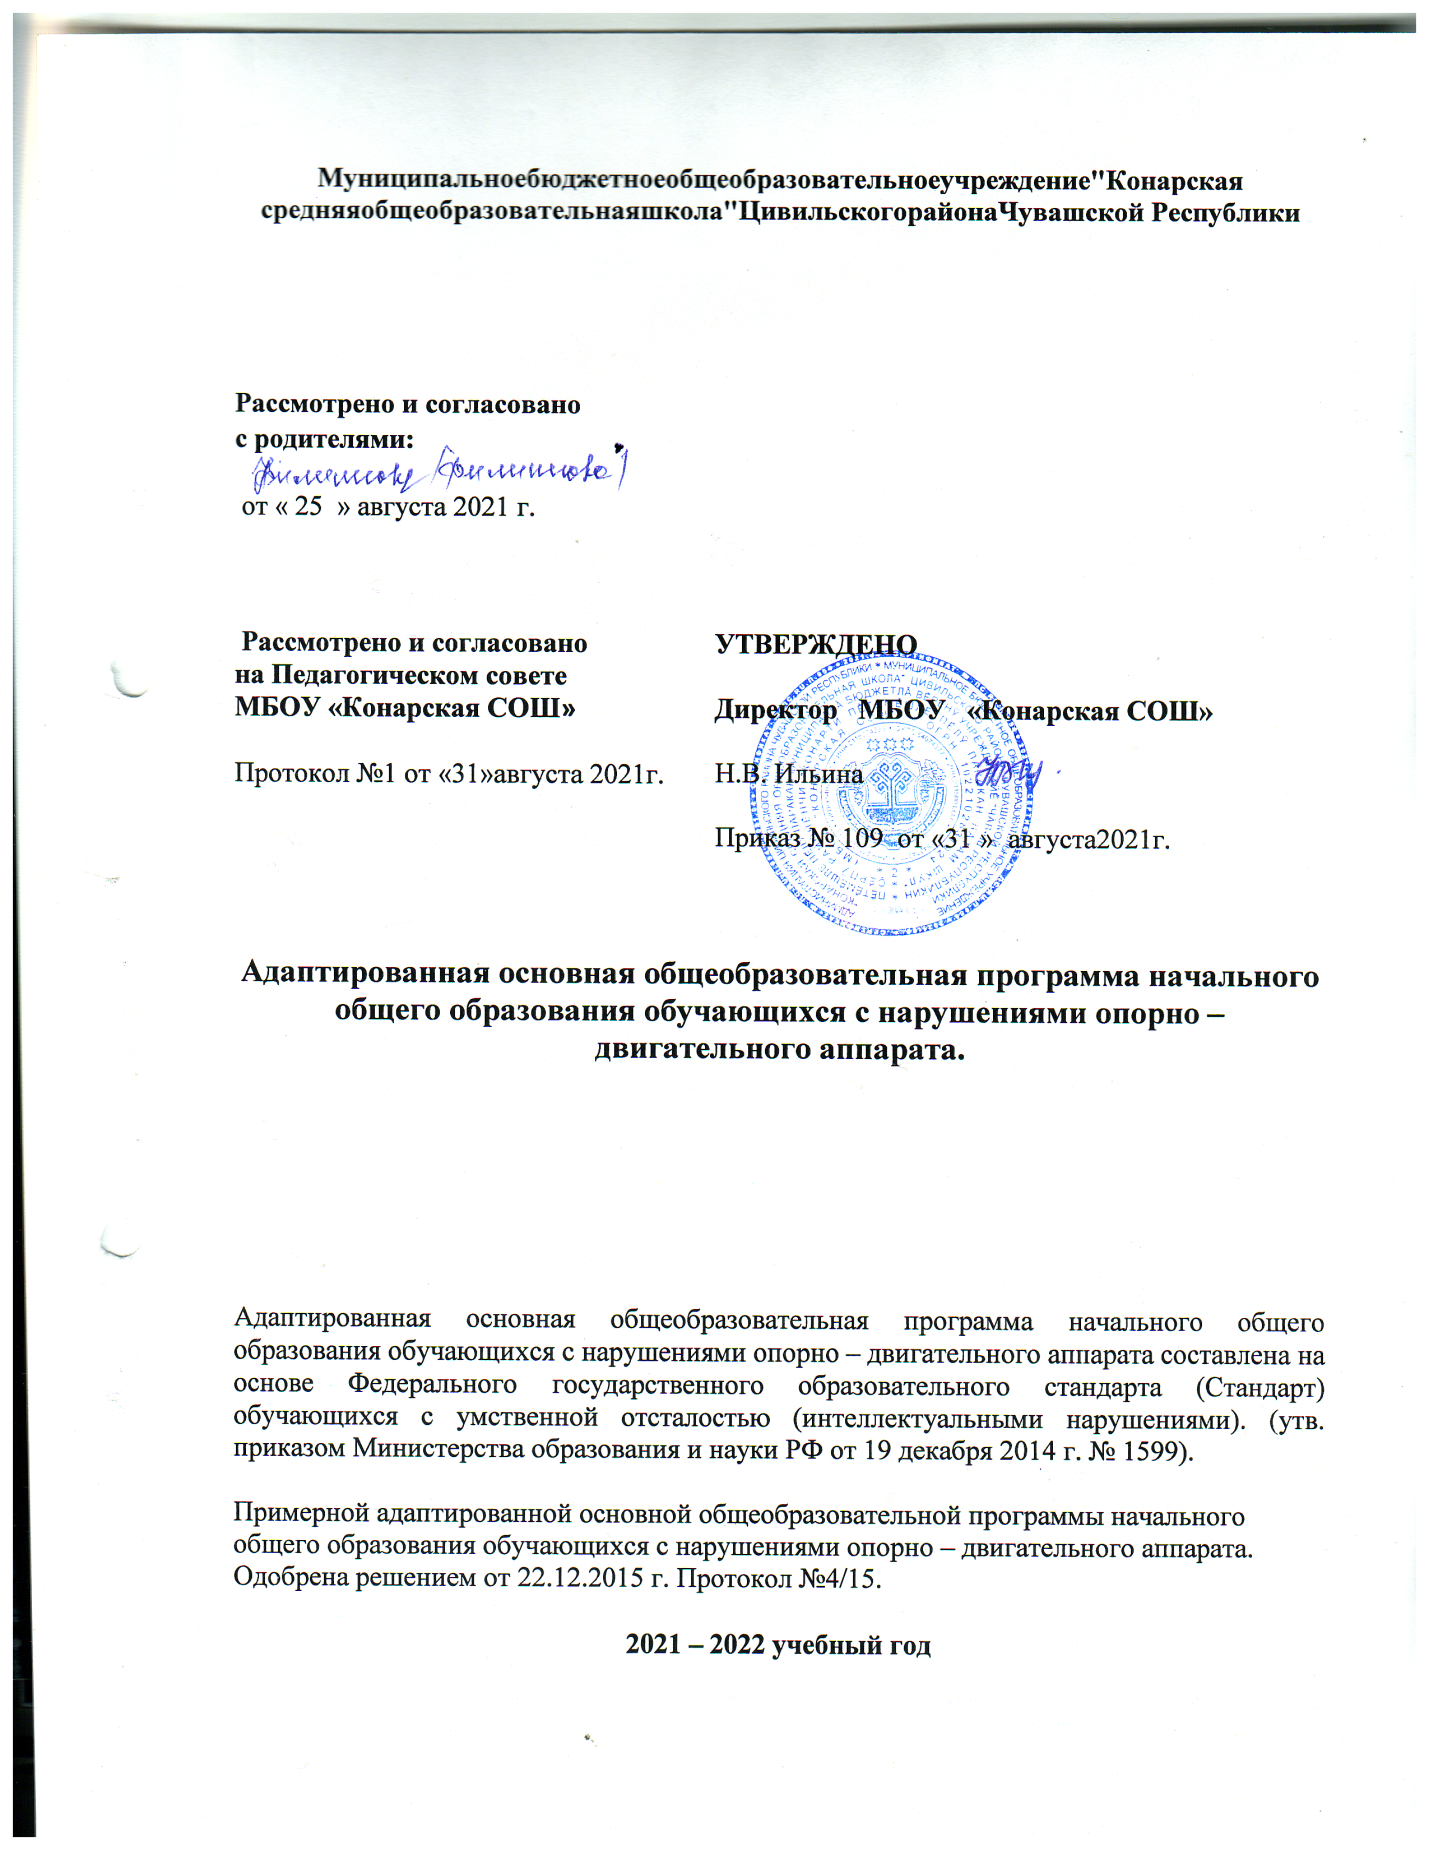 Муниципальноебюджетноеобщеобразовательноеучреждение"Конарская
средняяобщеобразовательнаяшкола"ЦивильскогорайонаЧувашской Республики
Рассмотрено и согласовано
с родителями:
от « 25 » августа 2021 г.
Рассмотрено и согласовано
на Педагогическом совете
МБОУ «Конарская СОШ»
Протокол №1 от «31»августа 2021г.
УТВЕРЖДЕНО
Директор МБОУ «Конарская СОШ»
Н.В. Ильина
Приказ № 109 от «31 » августа2021г.
Адаптированная основная общеобразовательная программа начального
общего образования обучающихся с нарушениями опорно –
двигательного аппарата.
Адаптированная основная общеобразовательная программа начального общего
образования обучающихся с нарушениями опорно – двигательного аппарата составлена на
основе Федерального государственного образовательного стандарта (Стандарт)
обучающихся с умственной отсталостью (интеллектуальными нарушениями). (утв.
приказом Министерства образования и науки РФ от 19 декабря 2014 г. № 1599).
Примерной адаптированной основной общеобразовательной программы начального
общего образования обучающихся с нарушениями опорно – двигательного аппарата.
Одобрена решением от 22.12.2015 г. Протокол №4/15.
2021 – 2022 учебный год